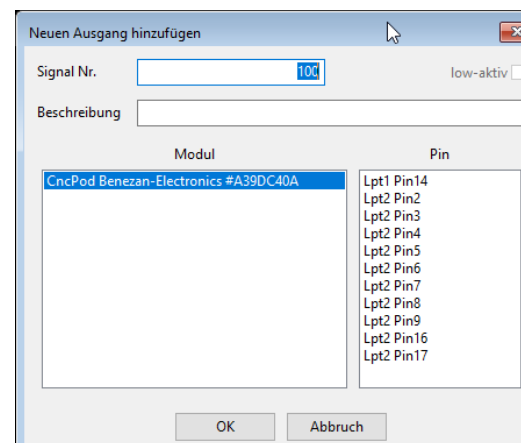 Neuen Ausgang hinzufügen
Signal Nr. 100 low-aktiv
Beschreibung
Modul Pin
CncPod Benezan-Electronics #A39DC40A
Lpt1 Pin14
Lpt2 Pin2
Lpt2 Pin3
Lpt2 Pin4
Lpt2 Pin5
Lpt2 Pin6
Lpt2 Pin7
Lpt2 Pin8
Lpt2 Pin9
Lpt2 Pin16
Lpt2 Pin17
OK Abbruch